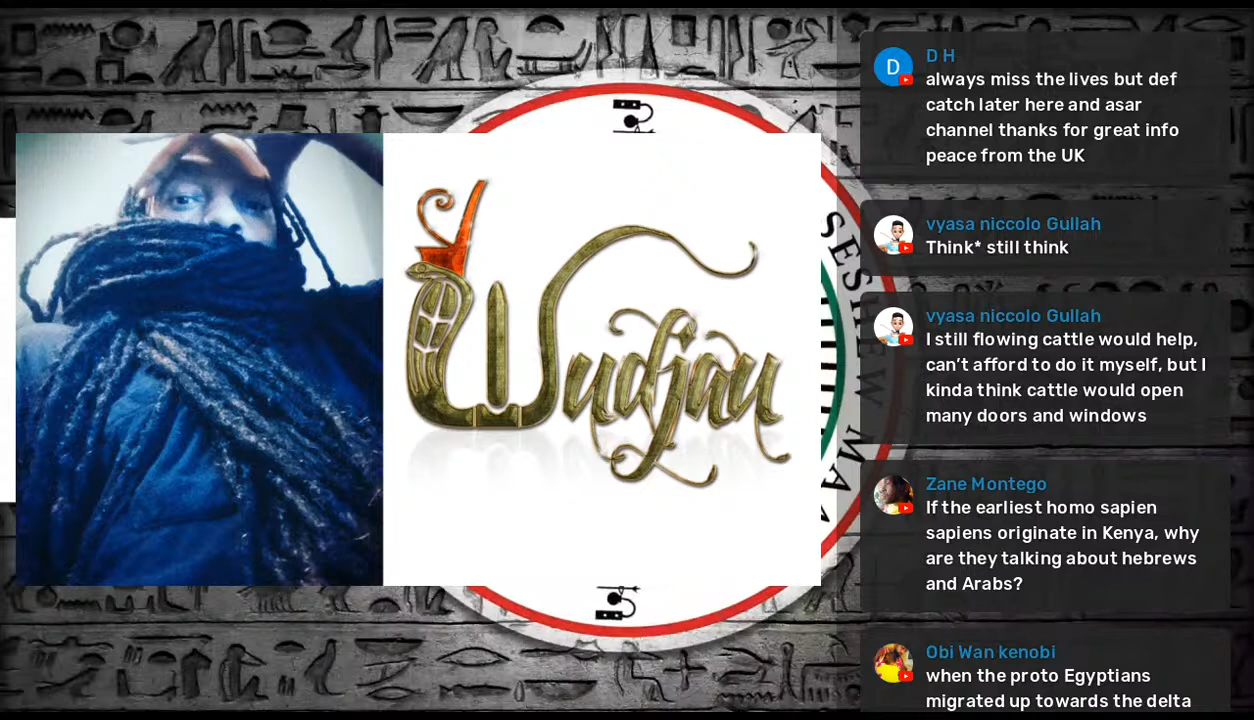 Wudjau
SESHEW MAA
D
D H
always miss the lives but def
catch later here and asar
channel thanks for great info
peace from the UK
vyasa niccolo Gullah
Think* still think
vyasa niccolo Gullah
I still flowing cattle would help,
can't afford to do it myself, but I
kinda think cattle would open
many doors and windows
Zane Montego
If the earliest homo sapien
sapiens originate in Kenya, why
are they talking about hebrews
and Arabs?
Obi Wan kenobi
when the proto Egyptians
migrated up towards the delta